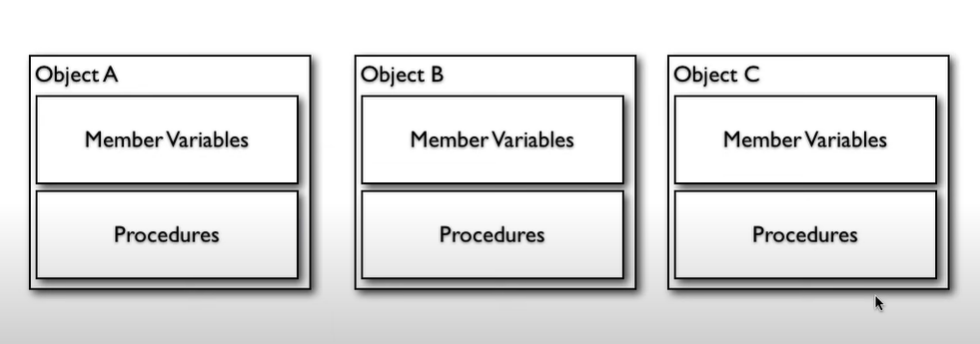 Object A
Member Variables
Procedures
Object B
Member Variables
Procedures
Object C
Member Variables
Procedures